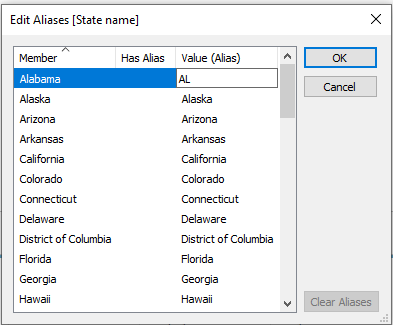 Edit Aliases [State name]
Member Has Alias Value (Alias)
Alabama AL
Alaska Alaska
Arizona Arizona
Arkansas Arkansas
California California
Colorado Colorado
Connecticut Connecticut
Delaware Delaware
District of Columbia District of Columbia
Florida Florida
Georgia Georgia
Hawaii Hawaii
OK
Cancel
Clear Aliases